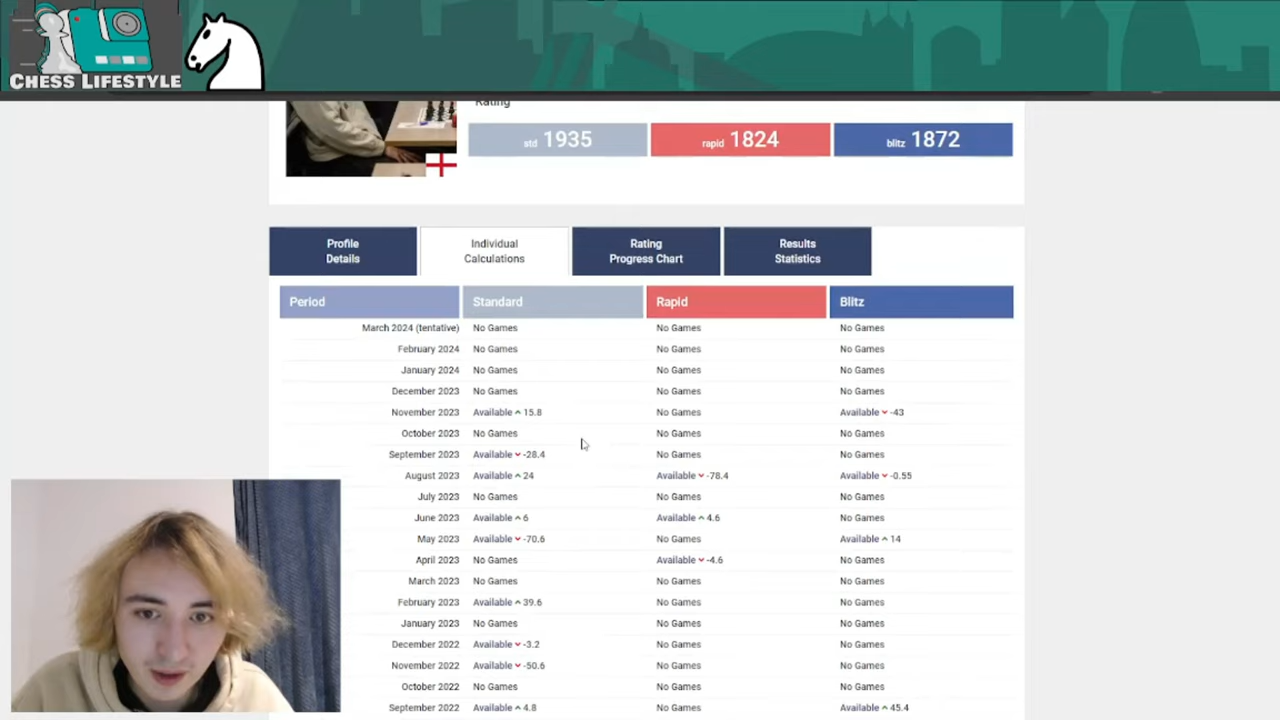 CHESS LIFESTYLE
Rating
std 1935 rapid 1824 blitz 1872
Profile Details
Individual Calculations
Rating Progress Chart
Results Statistics
Period Standard Rapid Blitz
March 2024 (tentative) No Games No Games No Games
February 2024 No Games No Games No Games
January 2024 No Games No Games No Games
December 2023 No Games No Games No Games
November 2023 Available 15.8 No Games Available -43
October 2023 No Games No Games No Games
September 2023 Available -28.4 No Games No Games
August 2023 Available 24 Available -78.4 Available -0.55
July 2023 No Games No Games No Games
June 2023 Available 6 Available 4.6 No Games
May 2023 Available -70.6 No Games Available 14
April 2023 No Games Available -4.6 No Games
March 2023 No Games No Games No Games
February 2023 Available 39.6 No Games No Games
January 2023 No Games No Games No Games
December 2022 Available -3.2 No Games No Games
November 2022 Available -50.6 No Games No Games
October 2022 No Games No Games No Games
September 2022 Available 4.8 No Games Available 45.4